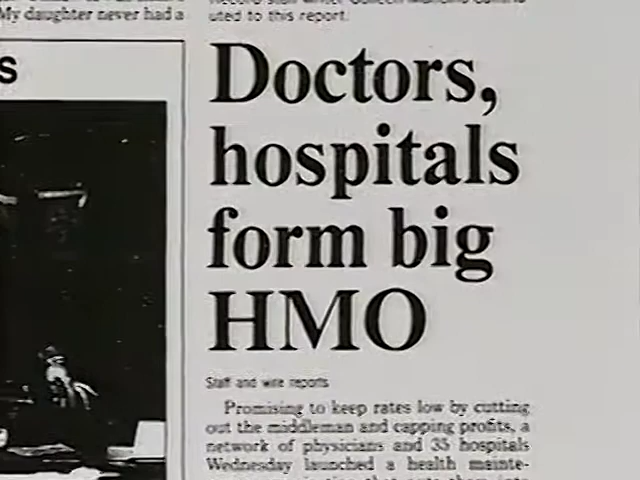 My daughter never had a
uted to this report.
S
Doctors,
hospitals
form big
HMO
Staff and wire reports
Promising to keep rates low by cutting
out the middleman and capping profits, a
network of physicians and 35 hospitals
Wednesday launched a health mainte-